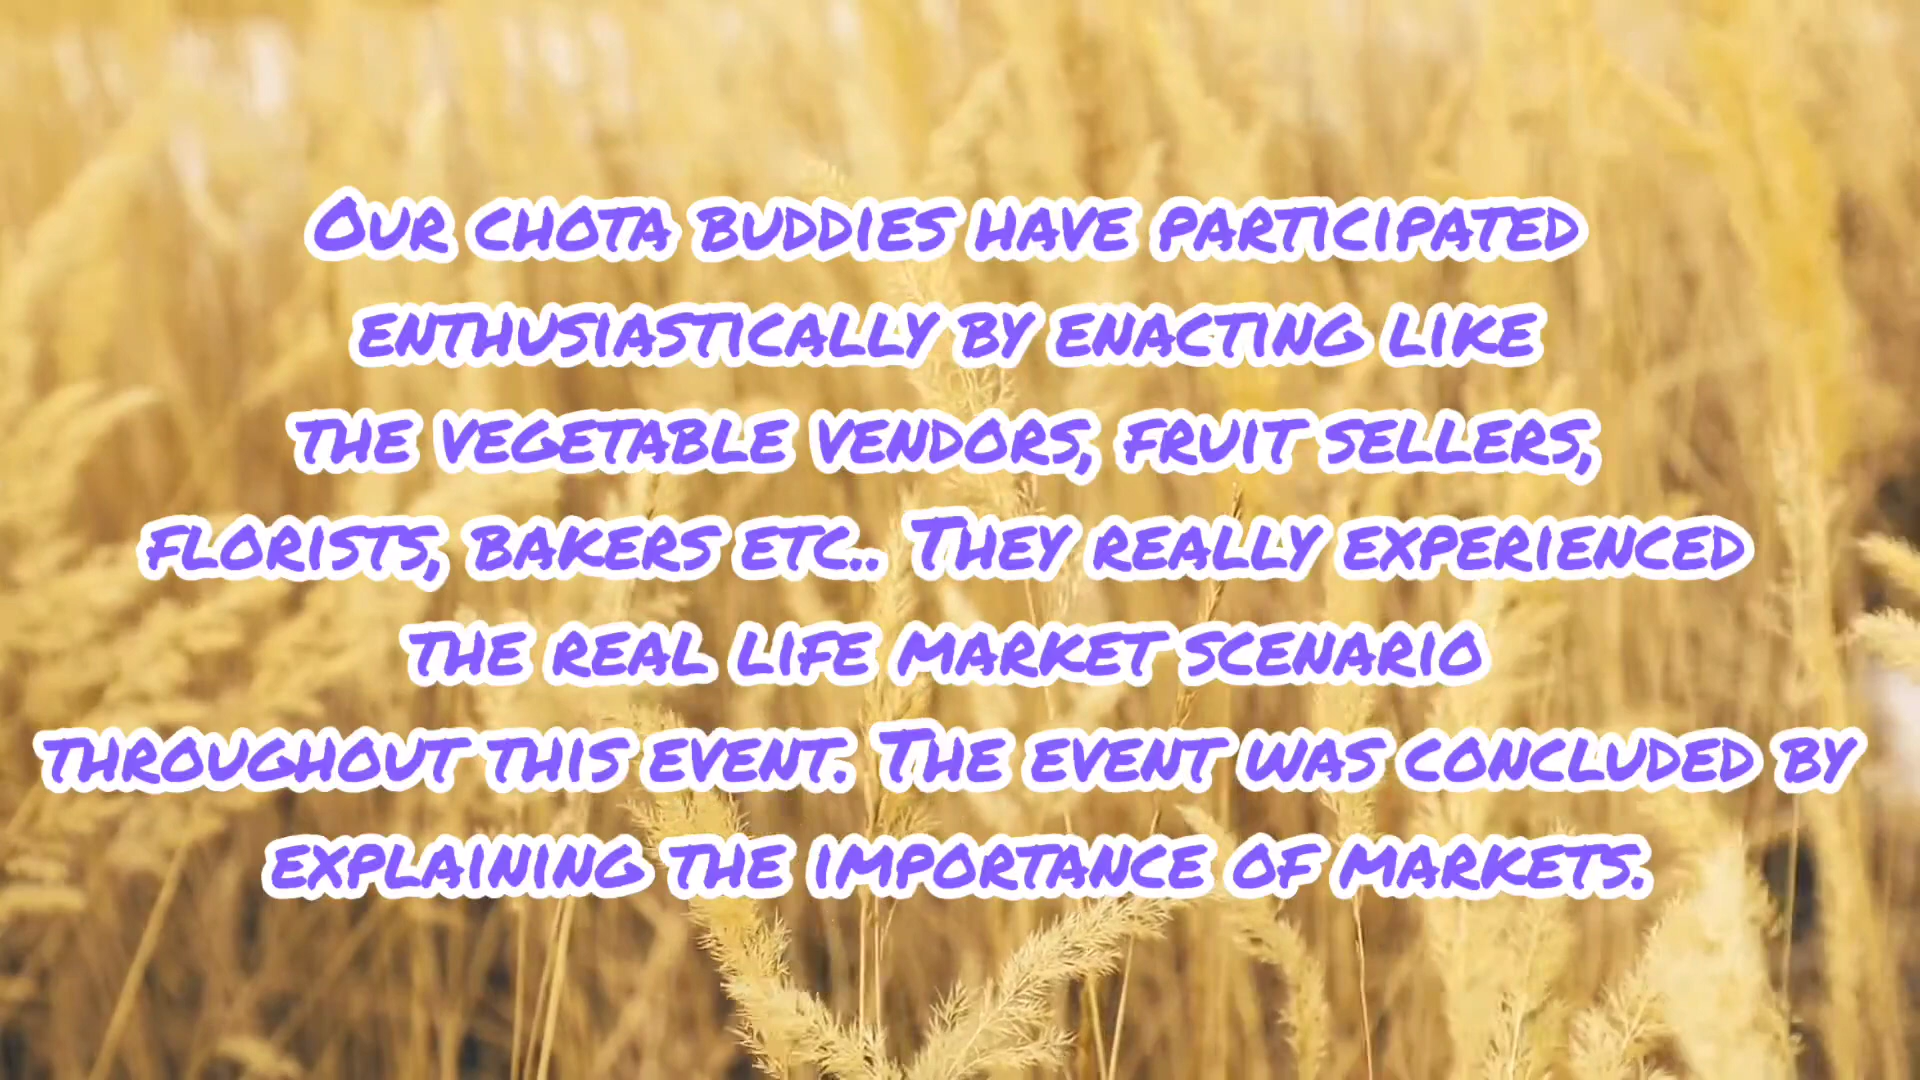 Our chota buddies have participated
enthusiastically by enacting like
the vegetable vendors, fruit sellers,
florists, bakers etc.. They really experienced
the real life market scenario
throughout this event. The event was concluded by
explaining the importance of markets.